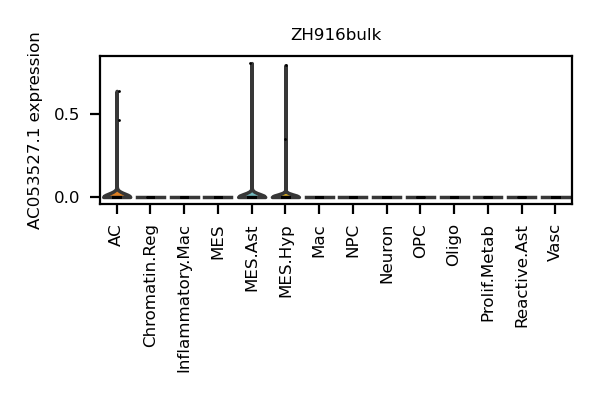 ZH916bulk
AC053527.1 expression
0.5
0.0
AC
Chromatin.Reg
Inflammatory.Mac
MES
MES.Ast
MES.Hyp
Mac
NPC
Neuron
OPC
Oligo
Prolif.Metab
Reactive.Ast
Vasc